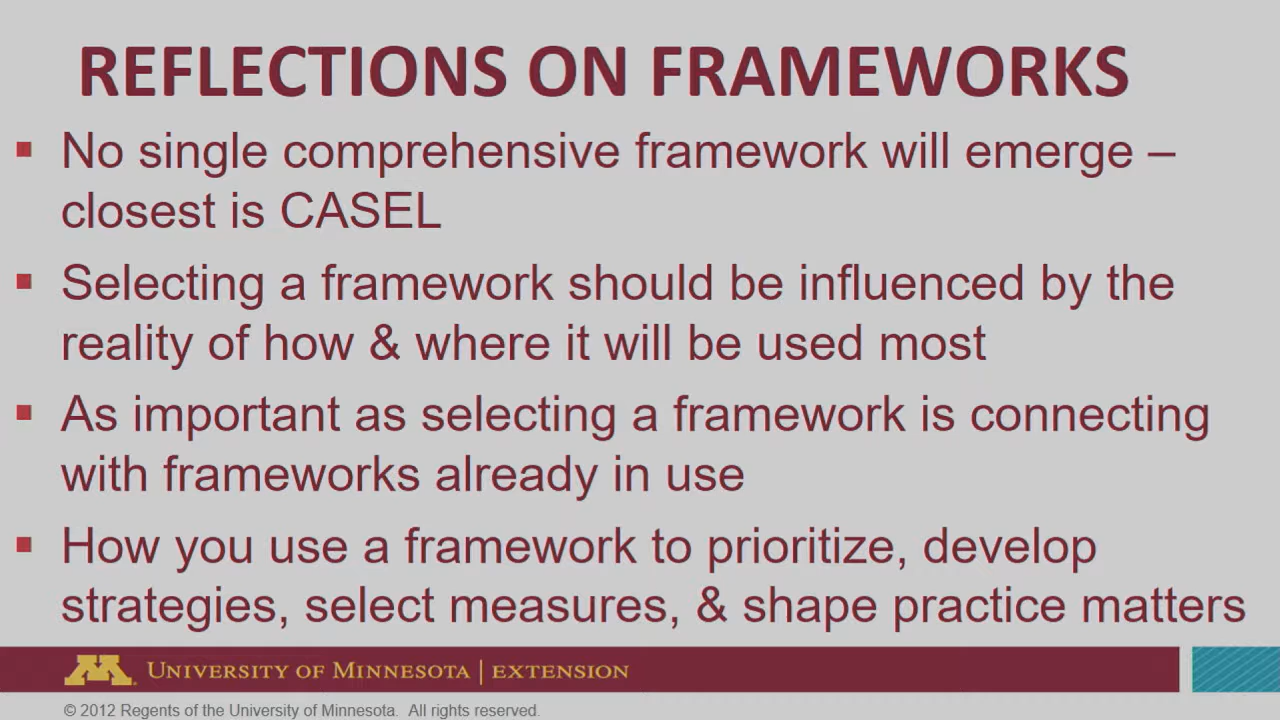 REFLECTIONS ON FRAMEWORKS
▪ No single comprehensive framework will emerge –
closest is CASEL
▪ Selecting a framework should be influenced by the
reality of how & where it will be used most
▪ As important as selecting a framework is connecting
with frameworks already in use
▪ How you use a framework to prioritize, develop
strategies, select measures, & shape practice matters
M UNIVERSITY OF MINNESOTA | EXTENSION
© 2012 Regents of the University of Minnesota. All rights reserved.